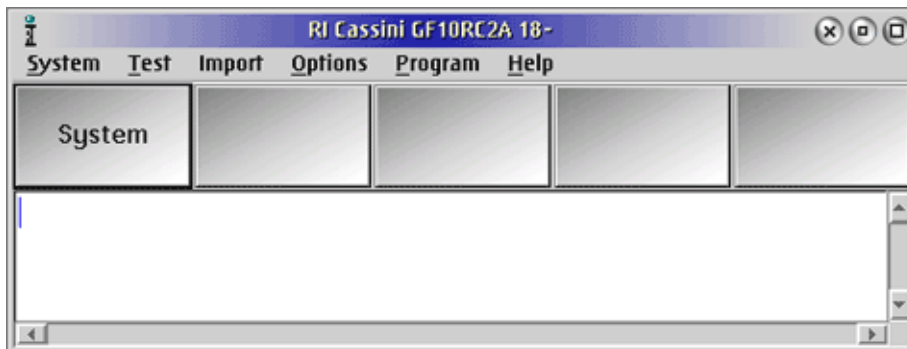 RI Cassini GF10RC2A 18-
System Test Import Options Program Help
System